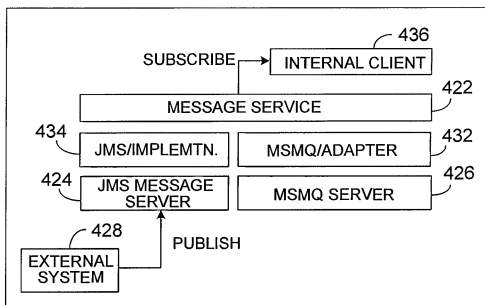 436
SUBSCRIBE
INTERNAL CLIENT
422
MESSAGE SERVICE
434
JMS/IMPLEMTN.
MSMQ/ADAPTER
432
424
JMS MESSAGE
SERVER
MSMQ SERVER
426
428
PUBLISH
EXTERNAL
SYSTEM